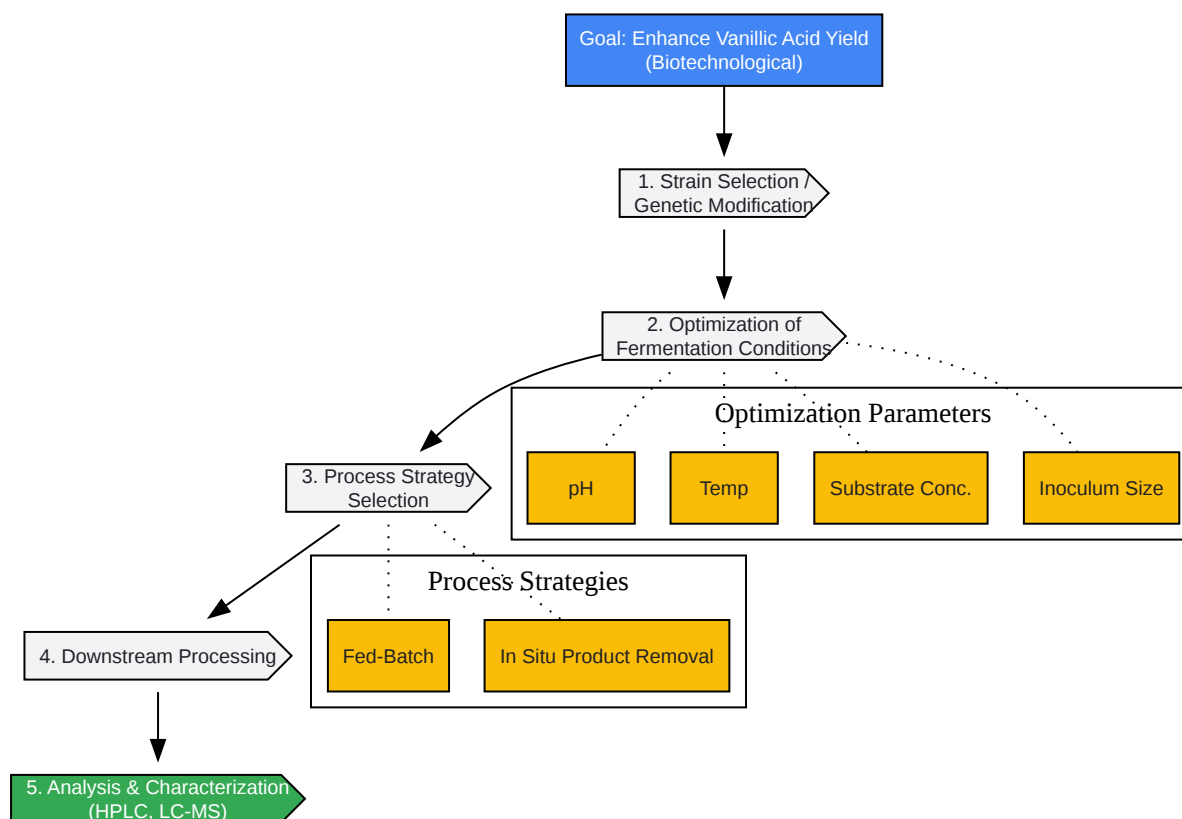 Goal: Enhance Vanillic Acid Yield
(Biotechnological)
1. Strain Selection /
Genetic Modification
2. Optimization of
Fermentation Conditions
Optimization Parameters
pH
Temp
Substrate Conc.
Inoculum Size
3. Process Strategy
Selection
Process Strategies
Fed-Batch
In Situ Product Removal
4. Downstream Processing
5. Analysis & Characterization
(HPLC, LC-MS)